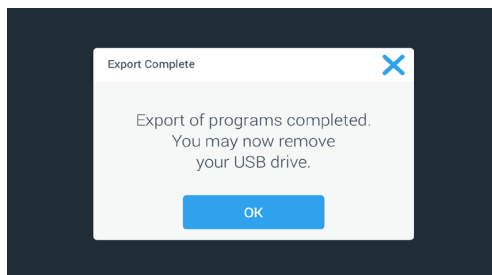 Export Complete
Export of programs completed.
You may now remove
your USB drive.
OK